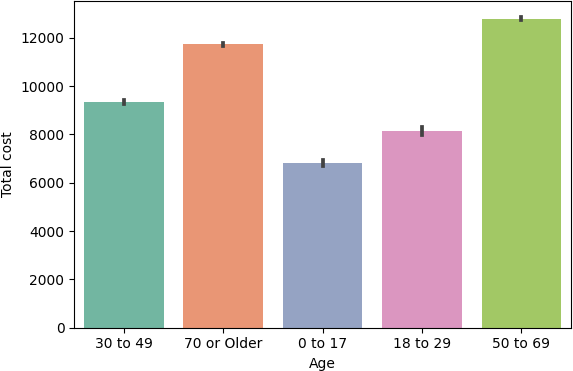 Total cost
12000
10000
8000
6000
4000
2000
0
30 to 49
70 or Older
0 to 17
18 to 29
50 to 69
Age